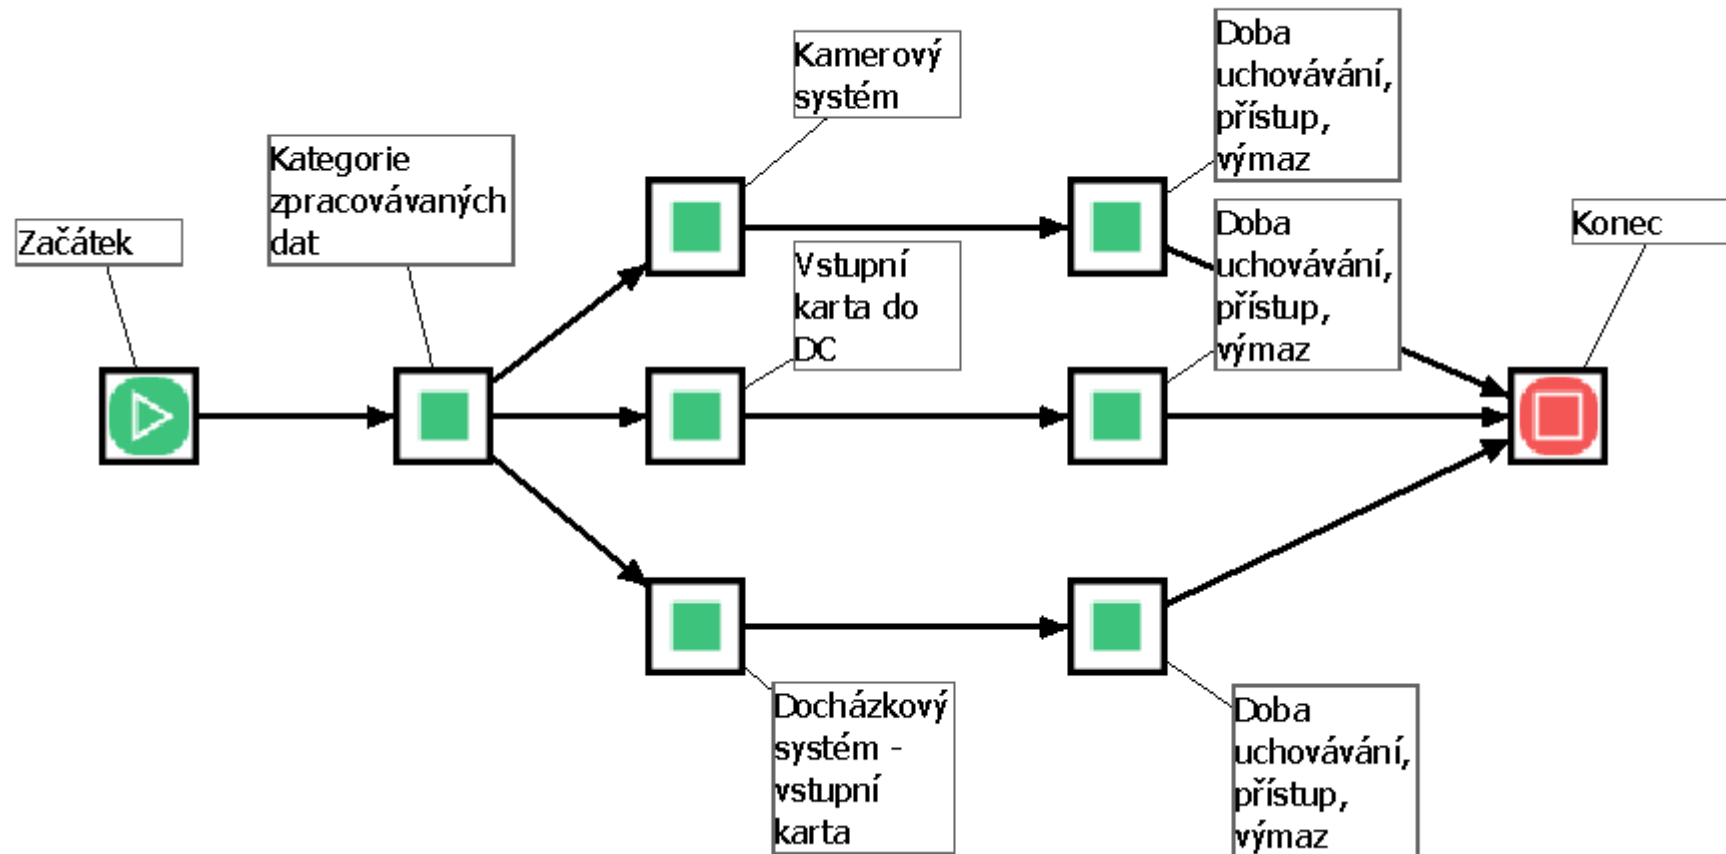 Začátek
Kategorie
zpracovávaných
dat
Kamerový
systém
Vstupní
karta do
DC
Docházkový
systém -
vstupní
karta
Doba
uchovávání,
přístup,
výmaz
Doba
uchovávání,
přístup,
výmaz
Doba
uchovávání,
přístup,
výmaz
Konec